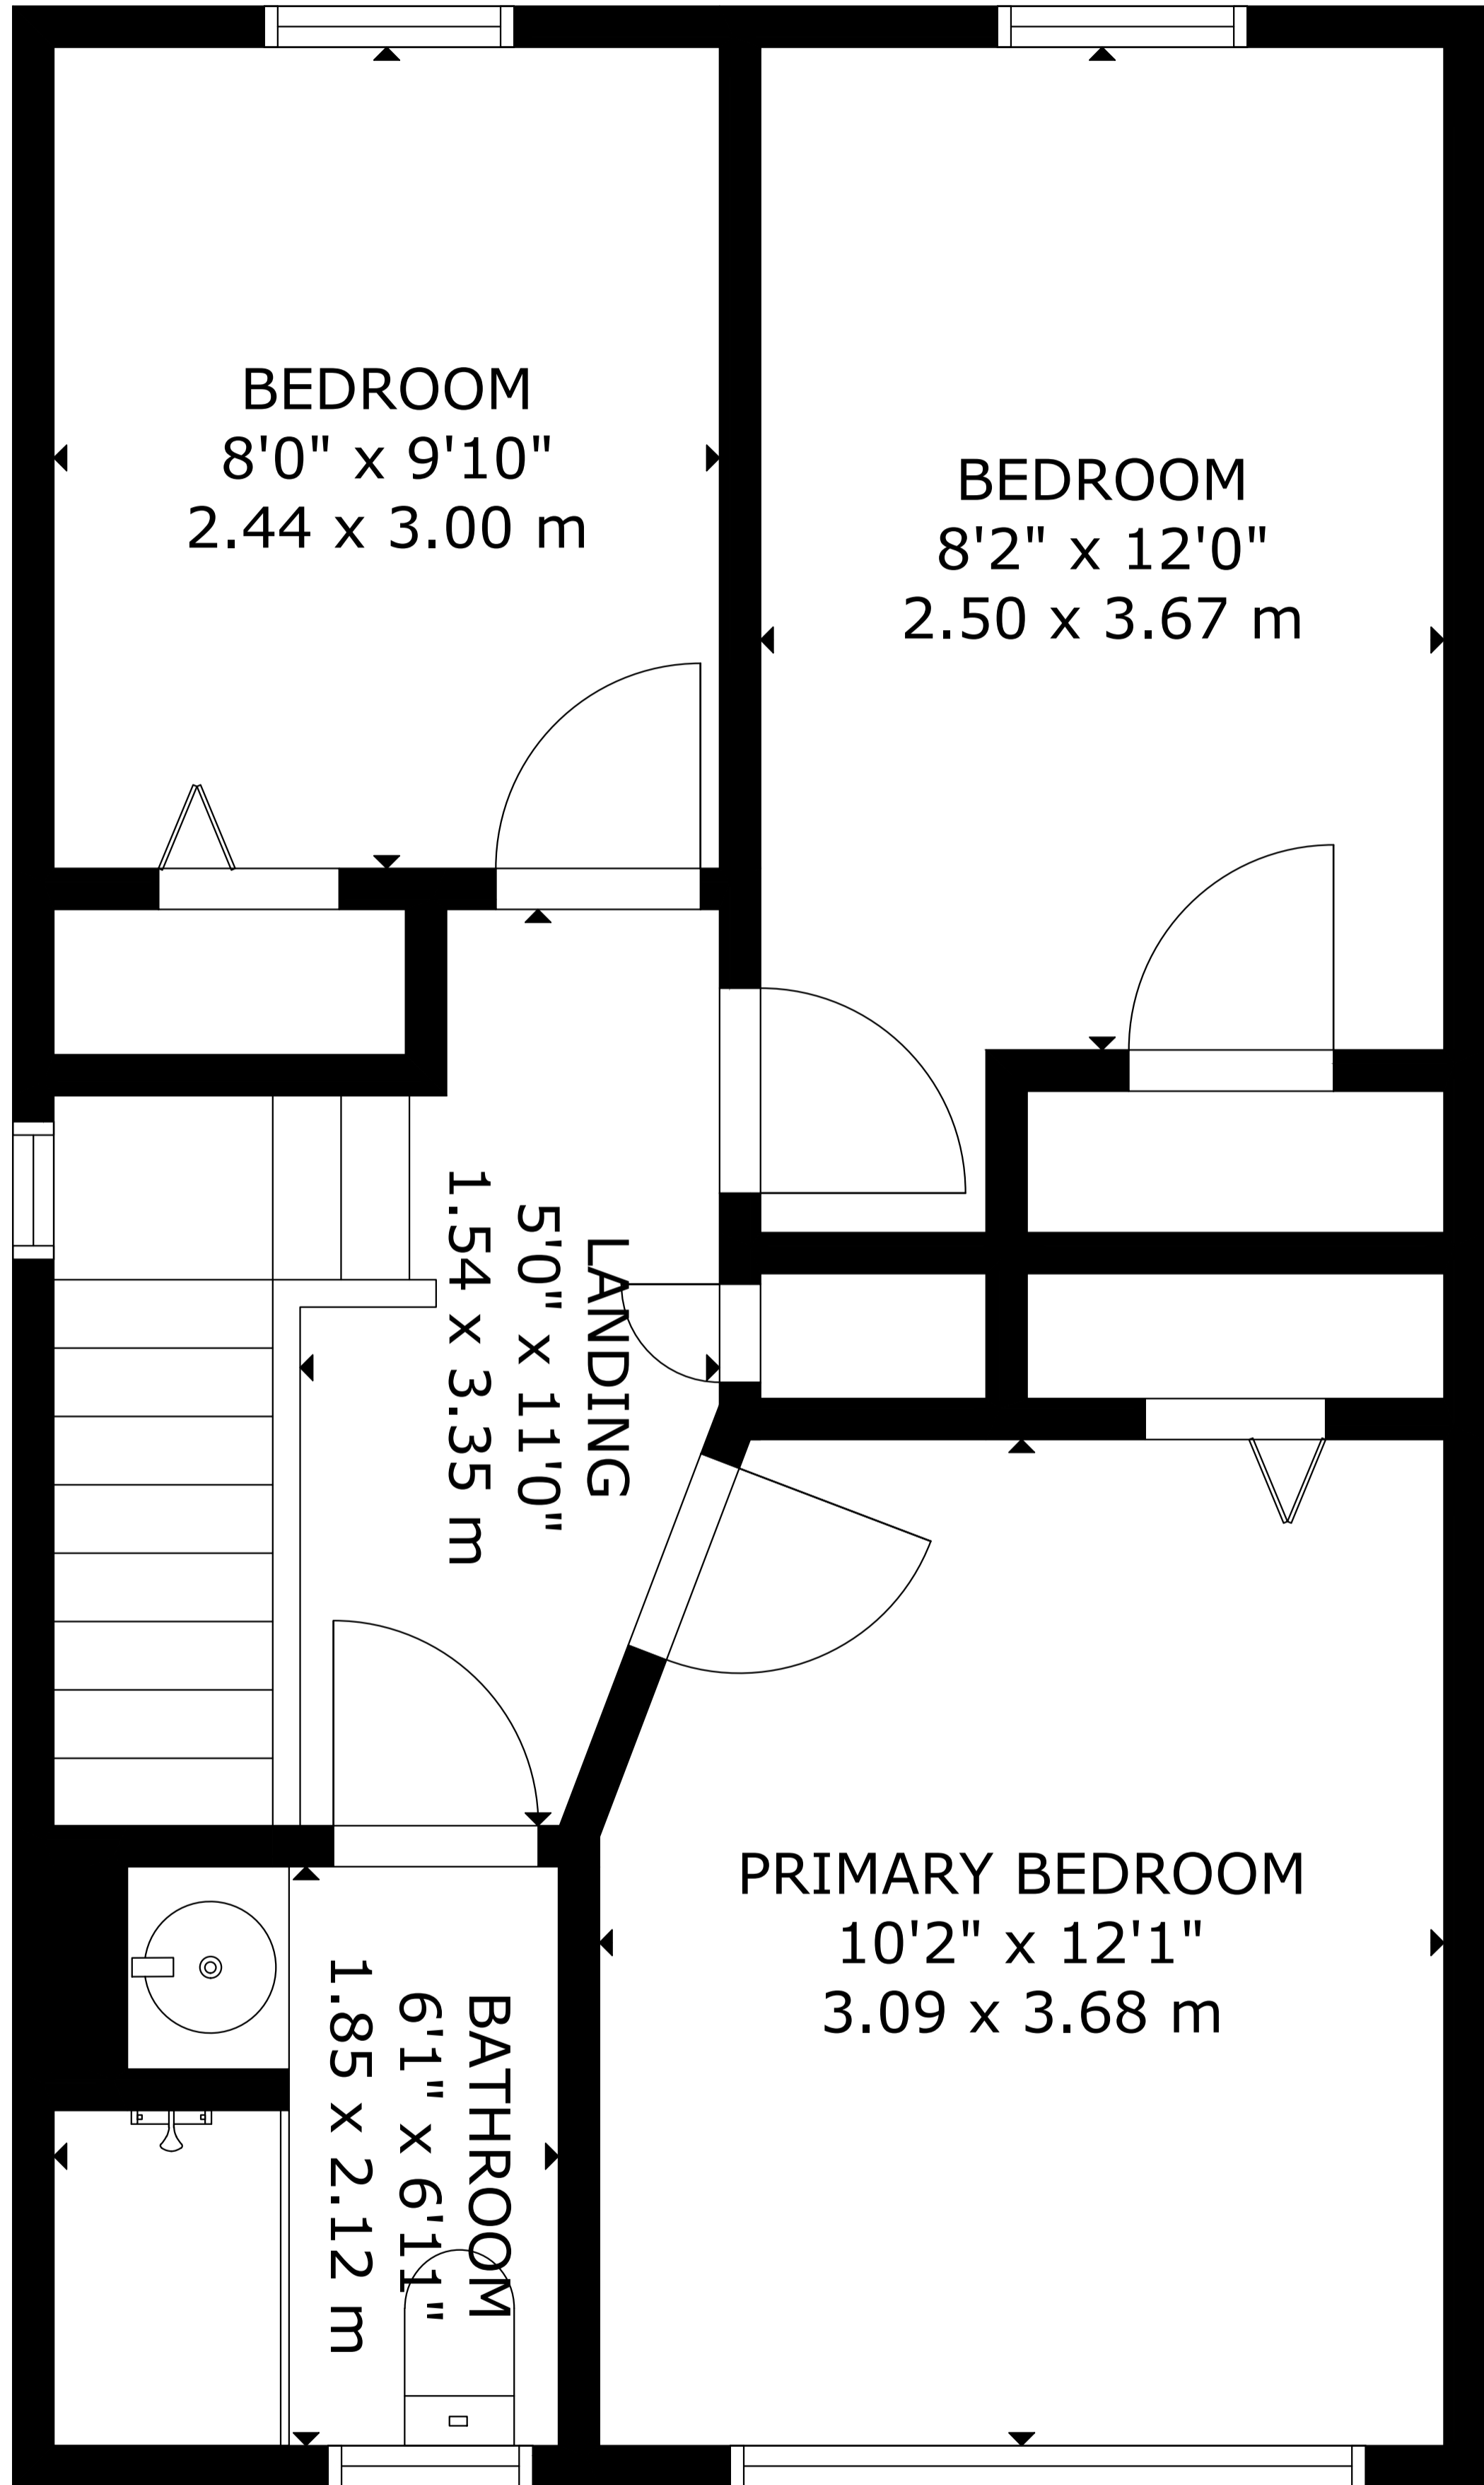 BEDROOM
8'0" x 9'10"
2.44 x 3.00 m
BEDROOM
8'2" x 12'0"
2.50 x 3.67 m
LANDING
5'0" x 11'0"
1.54 x 3.35 m
PRIMARY BEDROOM
10'2" x 12'1"
3.09 x 3.68 m
BATHROOM
6'1" x 6'11"
1.85 x 2.12 m